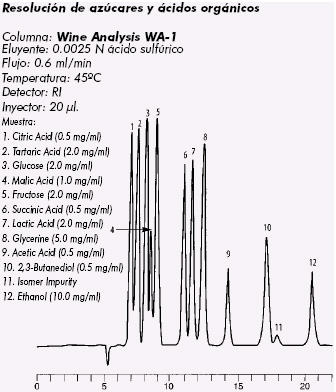 Resolución de azúcares y ácidos orgánicos
Columna: Wine Analysis WA-1
Eluyente: 0.0025 N ácido sulfúrico
Flujo: 0.6 ml/min
Temperatura: 45ºC
Detector: RI
Inyector: 20 µl.
Muestra:
1. Citric Acid (0.5 mg/ml)
2. Tartaric Acid (2.0 mg/ml)
3. Glucose (2.0 mg/ml)
4. Malic Acid (1.0 mg/ml)
5. Fructose (2.0 mg/ml)
6. Succinic Acid (0.5 mg/ml)
7. Lactic Acid (2.0 mg/ml)
8. Glycerine (5.0 mg/ml)
9. Acetic Acid (0.5 mg/ml)
10. 2,3-Butanediol (0.5 mg/ml)
11. Isomer Impurity
12. Ethanol (10.0 mg/ml)
1 2 3 5
4
6 7 8
9
10
11
12
0 5 10 15 20